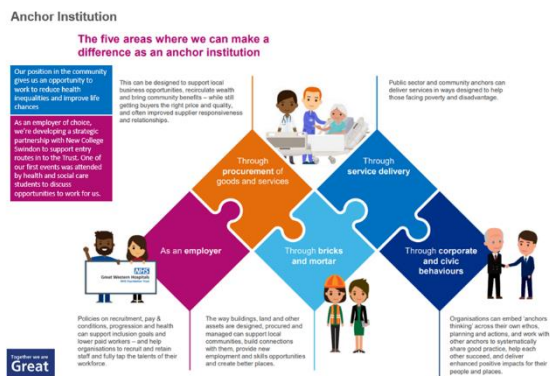 Anchor Institution
The five areas where we can make a
difference as an anchor institution
Our position in the community
gives us an opportunity to
work to reduce health
inequalities and improve life
chances
As an employer of choice,
we're developing a strategic
partnership with New College
Swindon to support entry
routes in to the Trust. One of
our first events was attended
by health and social care
students to discuss
opportunities to work for us.
This can be designed to support local
business opportunities, recirculate wealth
and bring community benefits – while still
getting buyers the right price and quality,
and often improved supplier responsiveness
and relationships.
Public sector and community anchors can
deliver services in ways designed to help
those facing poverty and disadvantage.
Through
procurement of
goods and services
Through
service delivery
As an employer
Through bricks
and mortar
Through corporate
and civic
behaviours
NHS
Great Western Hospitals
NHS Foundation Trust
Policies on recruitment, pay &
conditions, progression and health
can support inclusion goals and
lower paid workers – and help
organisations to recruit and retain
staff and fully tap the talents of their
workforce
The way buildings, land and other
assets are designed, procured and
managed can support local
communities, build connections
with them, provide new
employment and skills opportunities
and create better places.
Organisations can embed 'anchors
thinking' across their own ethos,
planning and actions, and work with
other anchors to systematically
share good practice, help each
other succeed, and deliver
enhanced positive impacts for their
people and places.
Together we are
Great